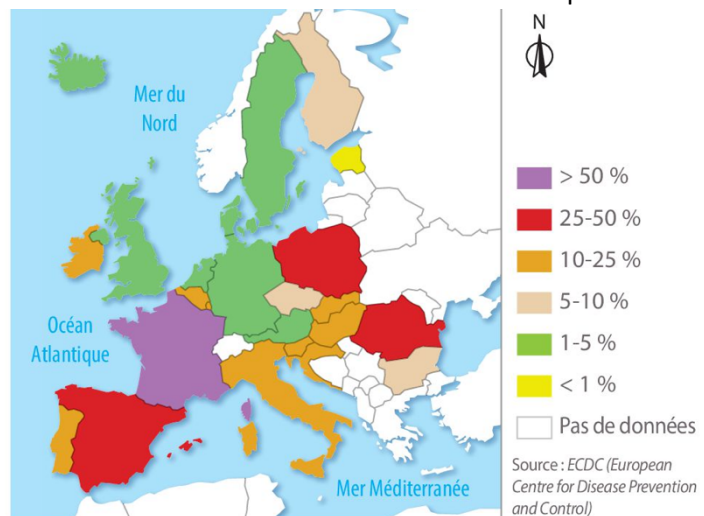 N
Mer du
Nord
> 50 %
25-50 %
10-25 %
5-10 %
1-5 %
< 1 %
Pas de données
Océan
Atlantique
Mer Méditerranée
Source : ECDC (European
Centre for Disease Prevention
and Control)